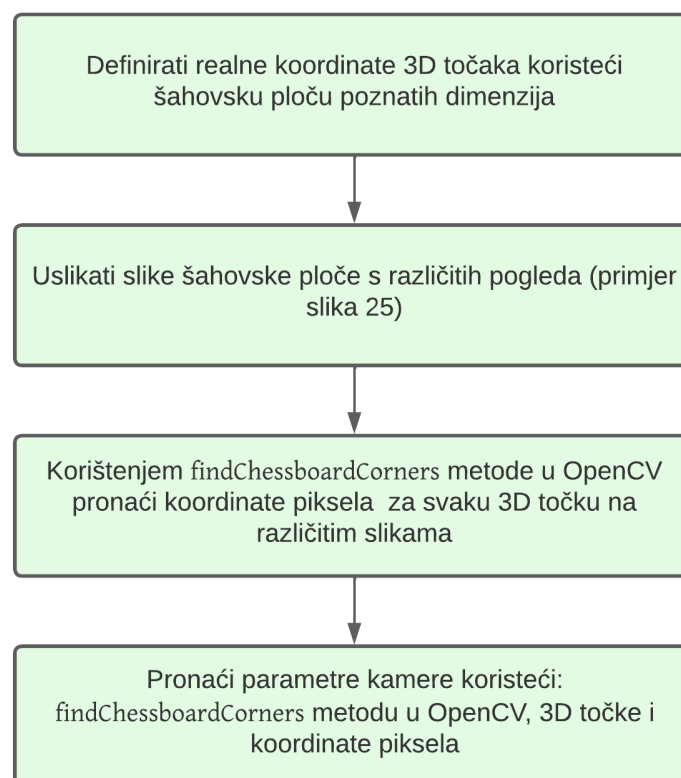 Definirati realne koordinate 3D točaka koristeći
šahovsku ploču poznatih dimenzija
Uslikati slike šahovske ploče s različitih pogleda (primjer
slika 25)
Korištenjem findChessboardCorners metode u OpenCV
pronaći koordinate piksela  za svaku 3D točku na
različitim slikama
Pronaći parametre kamere koristeći:
findChessboardCorners metodu u OpenCV, 3D točke i
koordinate piksela